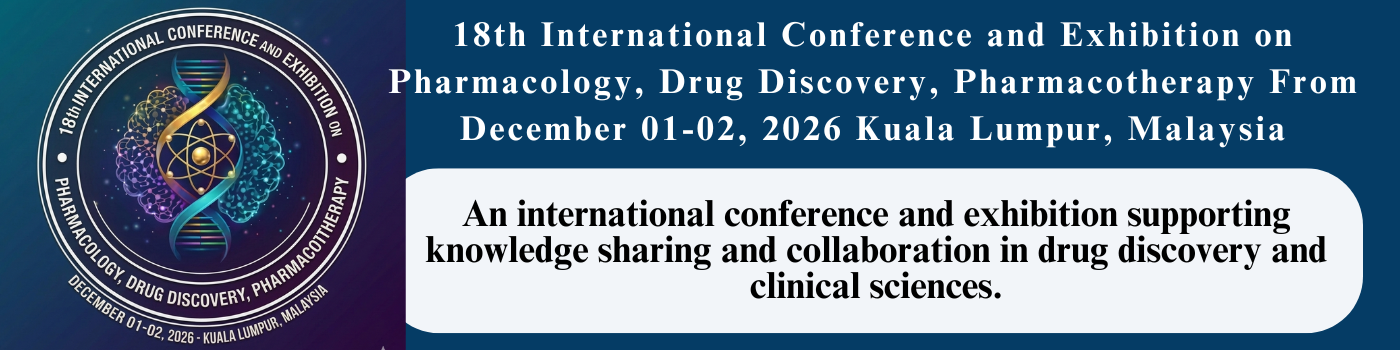 18th INTERNATIONAL CONFERENCE AND EXHIBITION ON
PHARMACOLOGY, DRUG DISCOVERY, PHARMACOTHERAPY
DECEMBER 01-02, 2026 - KUALA LUMPUR, MALAYSIA
18th International Conference and Exhibition on
Pharmacology, Drug Discovery, Pharmacotherapy From
December 01-02, 2026 Kuala Lumpur, Malaysia
An international conference and exhibition supporting
knowledge sharing and collaboration in drug discovery and
clinical sciences.